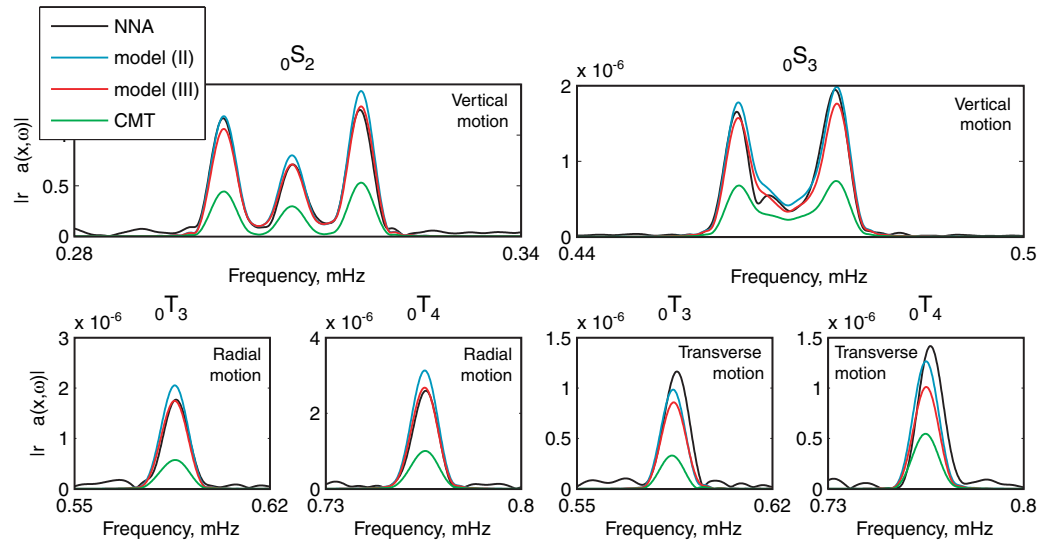 NNA
model (II)
model (III)
CMT
0S2
Vertical motion
|r a(x,ω)|
0.5
0
0.28
0.34
Frequency, mHz
0S3
x 10-6
Vertical motion
2
1
0
0.44
0.5
Frequency, mHz
0T3
x 10-6
Radial motion
|r a(x,ω)|
3
2
1
0
0.55
0.62
Frequency, mHz
0T4
x 10-6
Radial motion
4
2
0
0.73
0.8
Frequency, mHz
0T3
x 10-6
Transverse motion
1.5
1
0.5
0
0.55
0.62
Frequency, mHz
0T4
x 10-6
Transverse motion
1.5
1
0.5
0
0.73
0.8
Frequency, mHz